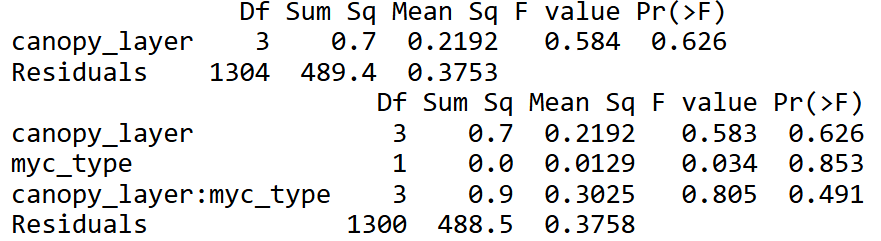 Df Sum Sq Mean Sq F value Pr(>F)
canopy_layer    3    0.7  0.2192   0.584  0.626
Residuals    1304  489.4  0.3753
                        Df Sum Sq Mean Sq F value Pr(>F)
canopy_layer             3    0.7  0.2192   0.583  0.626
myc_type                 1    0.0  0.0129   0.034  0.853
canopy_layer:myc_type    3    0.9  0.3025   0.805  0.491
Residuals             1300  488.5  0.3758